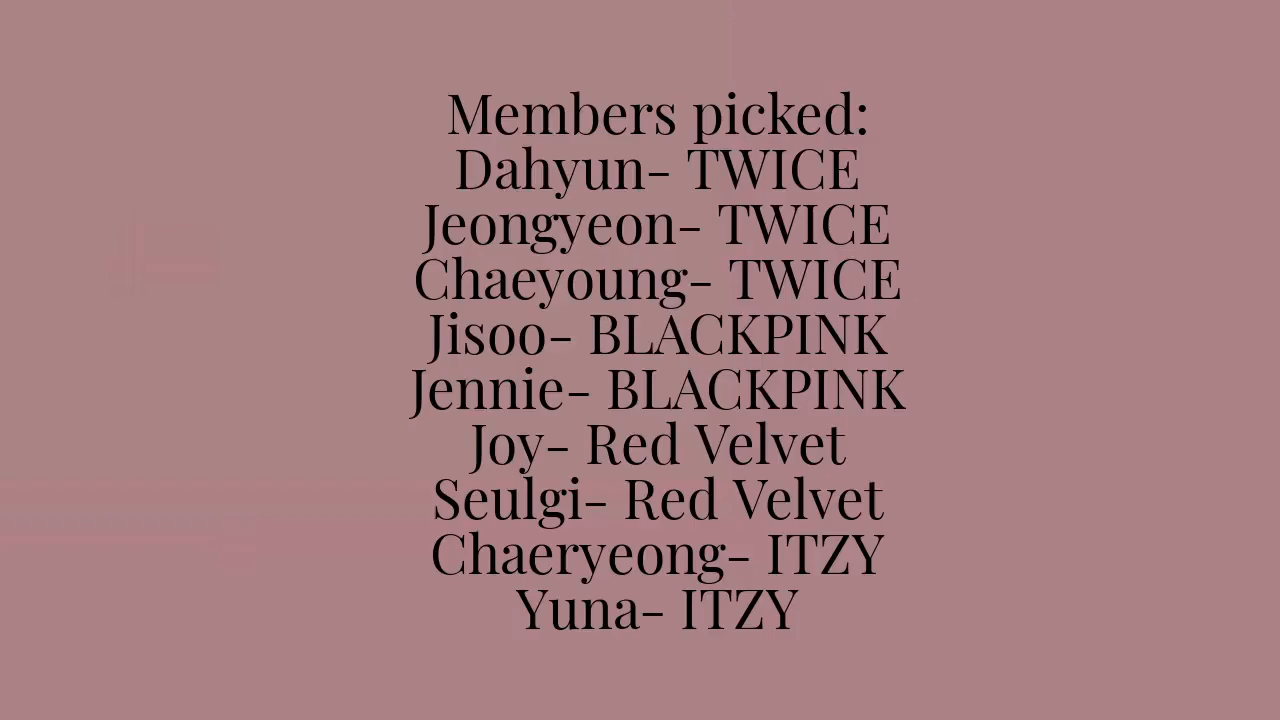 Members picked:
Dahyun- TWICE
Jeongyeon- TWICE
Chaeyoung- TWICE
Jisoo- BLACKPINK
Jennie- BLACKPINK
Joy- Red Velvet
Seulgi- Red Velvet
Chaeryeong- ITZY
Yuna- ITZY